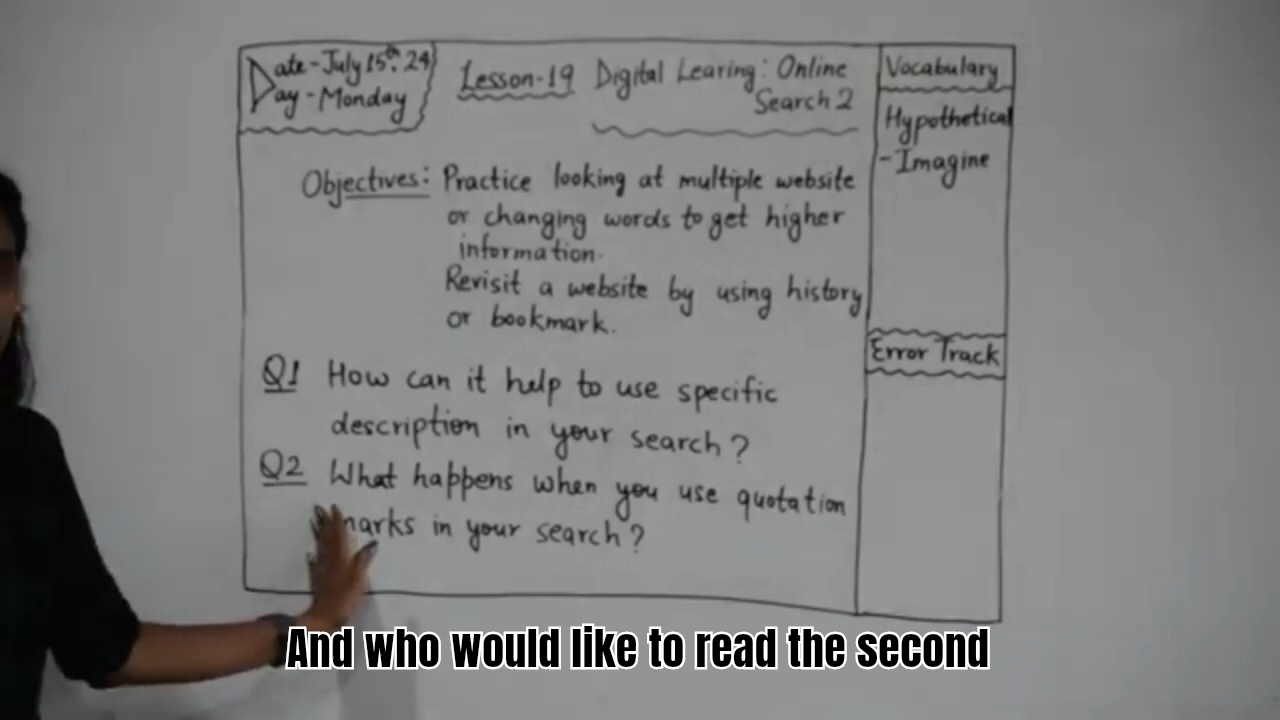 Date - July 15th. 24
Day - Monday
Lesson-19 Digital Learing: Online
Search 2
Objectives: Practice looking at multiple website
or changing words to get higher
information.
Revisit a website by using history
or bookmark.
Q1 How can it help to use specific
description in your search?
Q2 What happens when you use quotation
marks in your search?
Vocabulary
Hypothetical
- Imagine
Error Track
And who would like to read the second